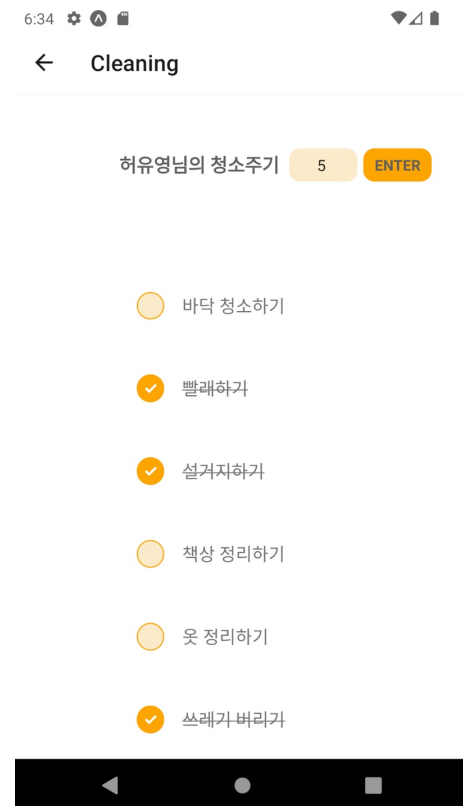 6:34
Cleaning
허유영님의 청소주기 5 ENTER
바닥 청소하기
빨래하기
설거지하기
책상 정리하기
옷 정리하기
쓰레기 버리기